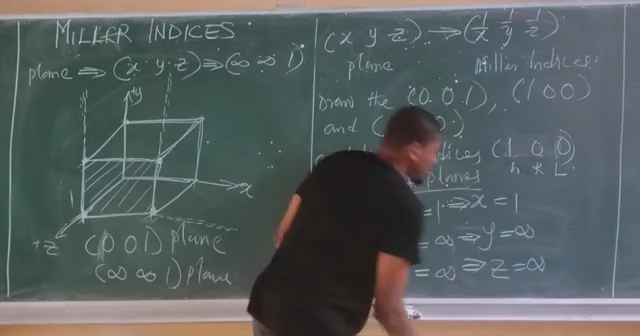 MILLER INDICES
plane ⇒ (x y z) ⇒ (∞ ∞ 1)
+y
x
1
+z
(0 0 1) plane
(∞ ∞ 1) plane
(x y z) → (1/x 1/y 1/z)
plane Miller Indices
Draw the (0 0 1), (1 0 0)
and (
(1 0 0)
h k L
planes
= 1 ⇒ x = 1
= ∞ ⇒ y = ∞
= ∞ ⇒ z = ∞